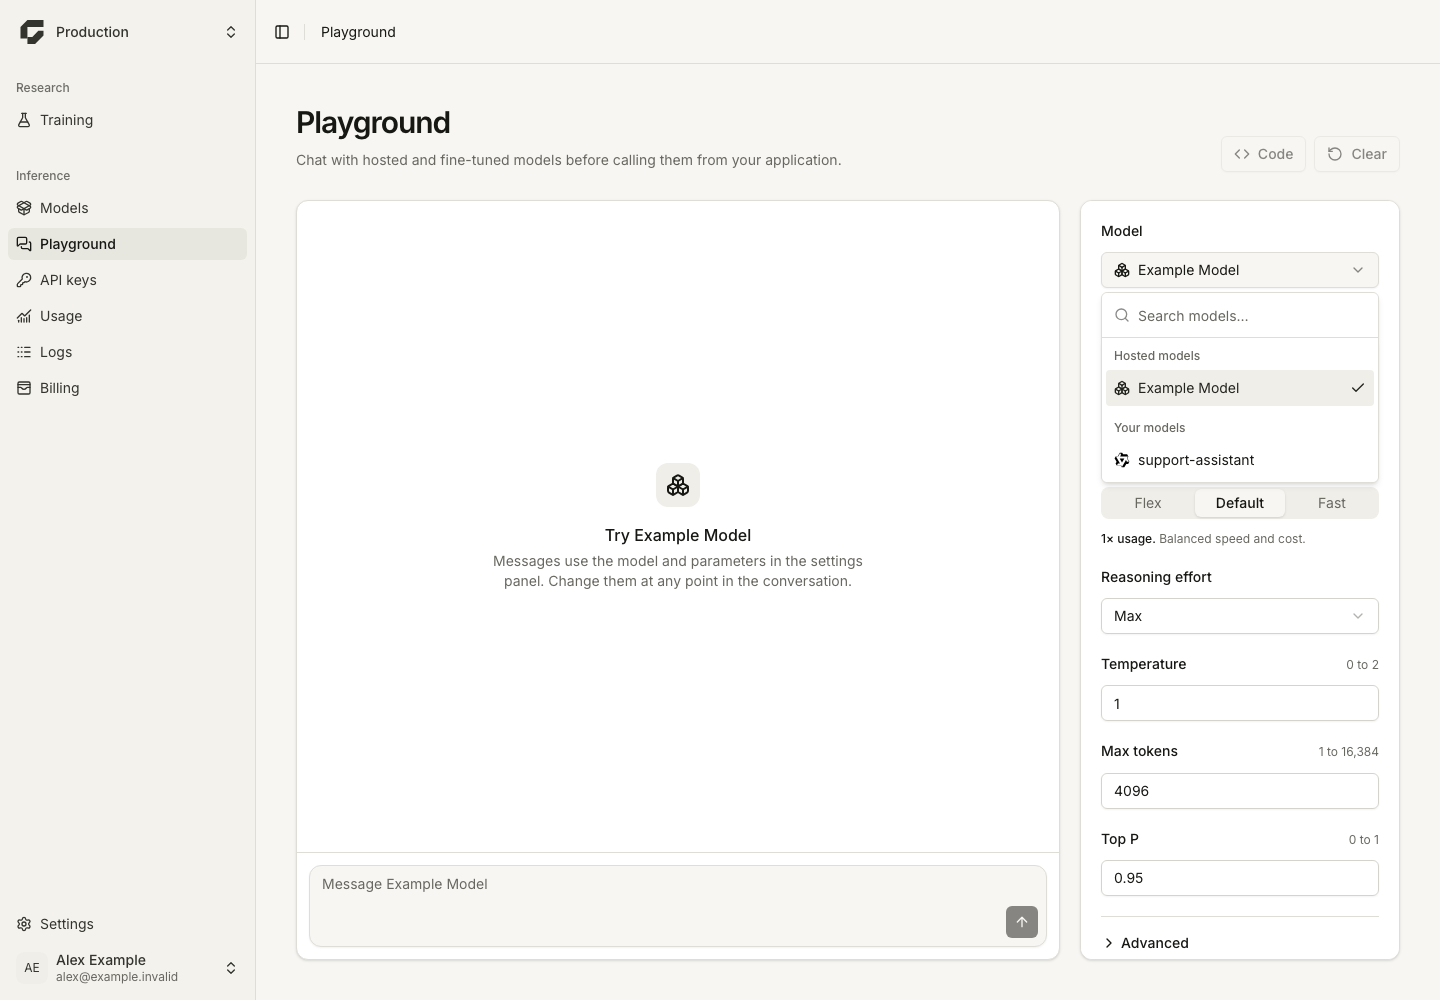 Production
Research
Training
Inference
Models
Playground
API keys
Usage
Logs
Billing
Settings
AE
Alex Example
alex@example.invalid
Playground
Playground
Chat with hosted and fine-tuned models before calling them from your application.
Code
Clear
Try Example Model
Messages use the model and parameters in the settings
panel. Change them at any point in the conversation.
Message Example Model
Model
Example Model
Search models...
Hosted models
Example Model
Your models
support-assistant
Flex Default Fast
1× usage. Balanced speed and cost.
Reasoning effort
Max
Temperature 0 to 2
1
Max tokens 1 to 16,384
4096
Top P 0 to 1
0.95
Advanced